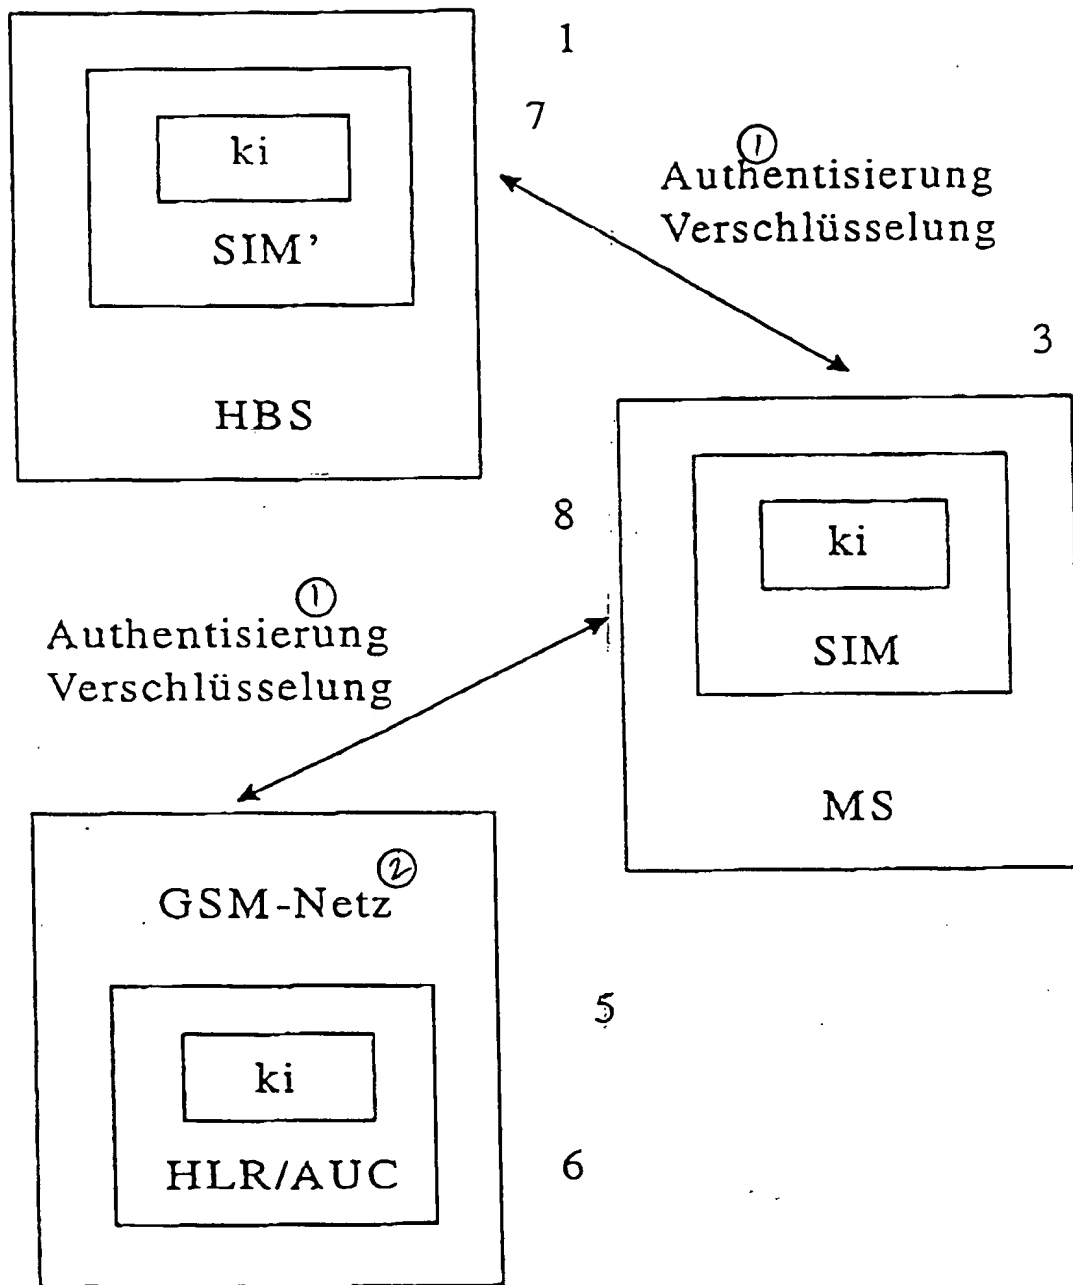 1
7
ki
SIM’
HBS
①
Authentisierung
Verschlüsselung
3
8
ki
SIM
MS
①
Authentisierung
Verschlüsselung
②
GSM-Netz
5
ki
HLR/AUC
6